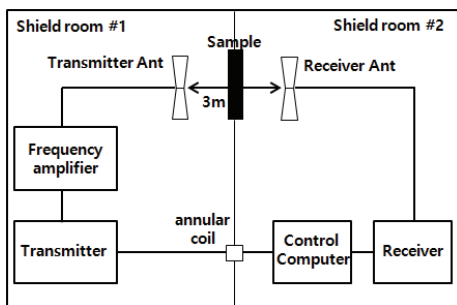 Shield room #1
Shield room #2
Sample
Transmitter Ant
Receiver Ant
3m
Frequency
amplifier
annular
coil
Transmitter
Control
Computer
Receiver